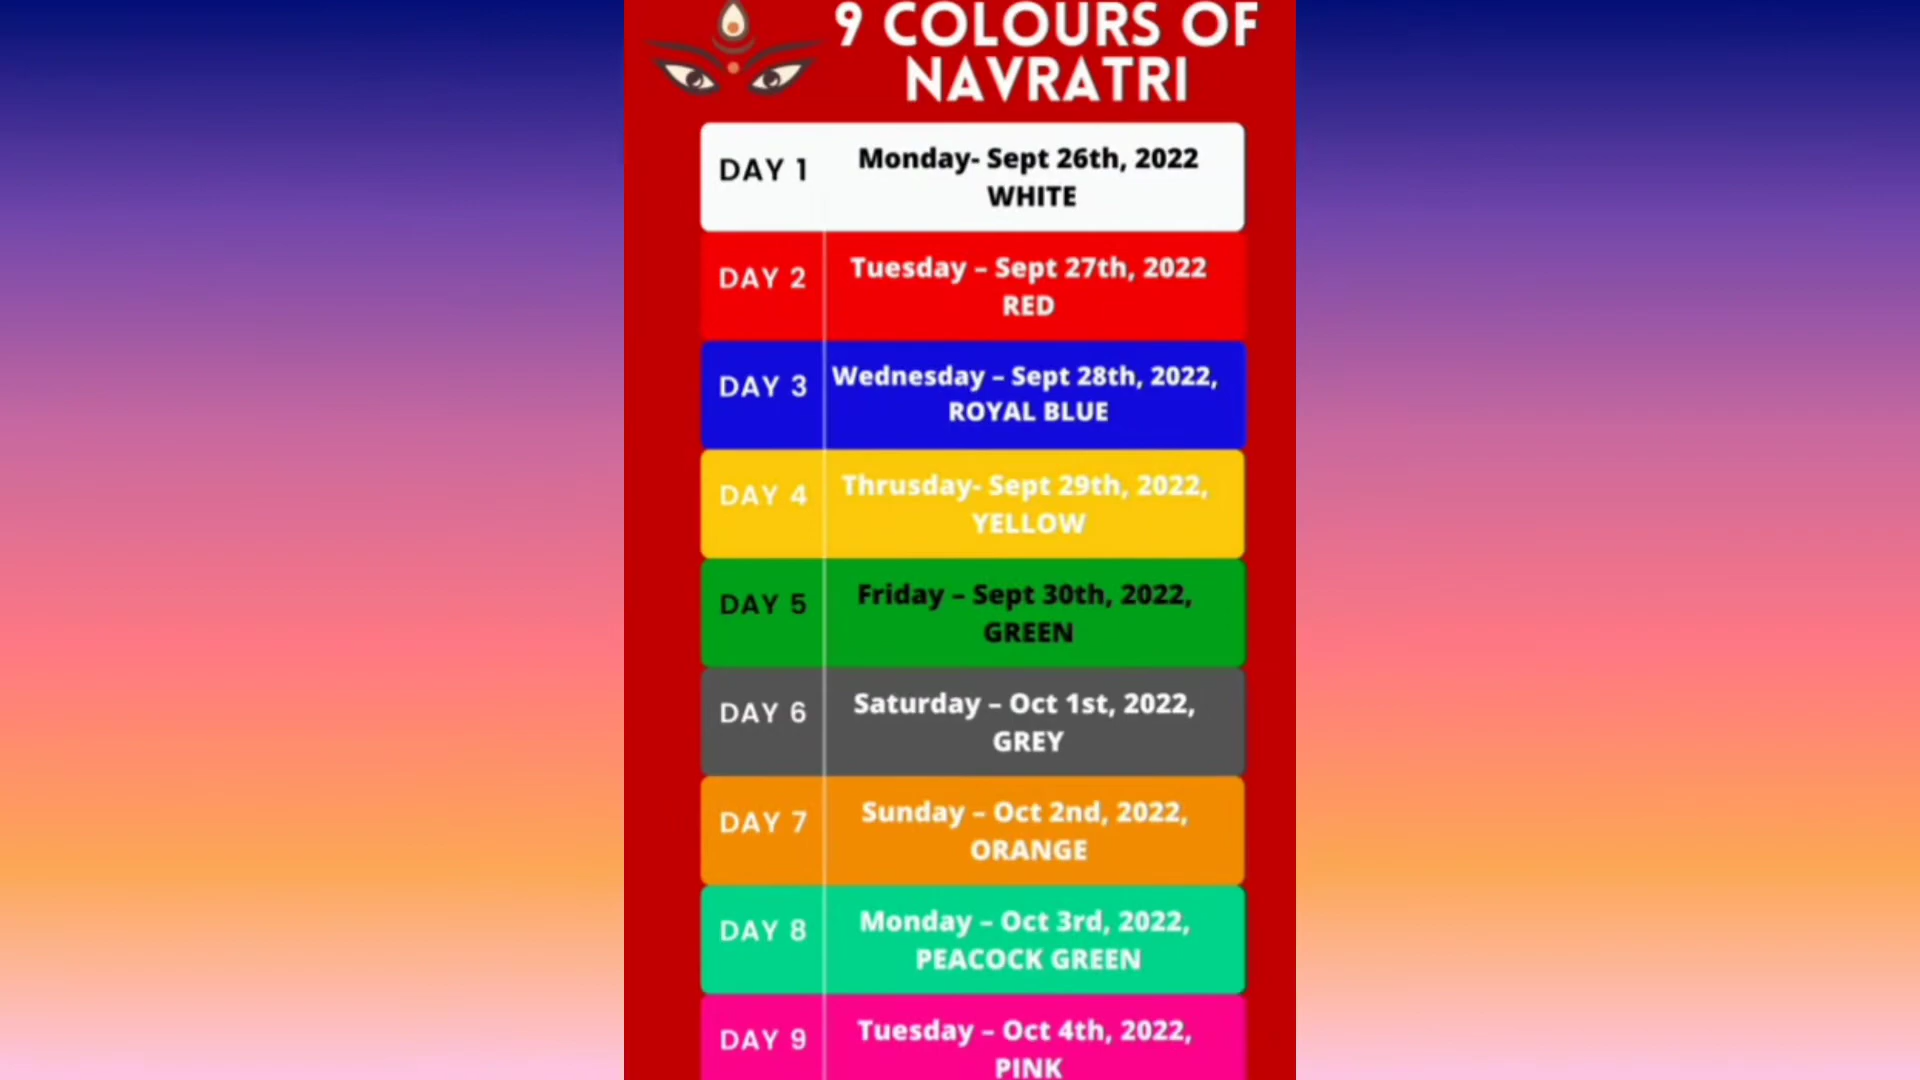 9 COLOURS OF
NAVRATRI
DAY 1
Monday- Sept 26th, 2022
WHITE
DAY 2
Tuesday – Sept 27th, 2022
RED
DAY 3
Wednesday – Sept 28th, 2022,
ROYAL BLUE
DAY 4
Thrusday- Sept 29th, 2022,
YELLOW
DAY 5
Friday – Sept 30th, 2022,
GREEN
DAY 6
Saturday – Oct 1st, 2022,
GREY
DAY 7
Sunday – Oct 2nd, 2022,
ORANGE
DAY 8
Monday – Oct 3rd, 2022,
PEACOCK GREEN
DAY 9
Tuesday – Oct 4th, 2022,
PINK